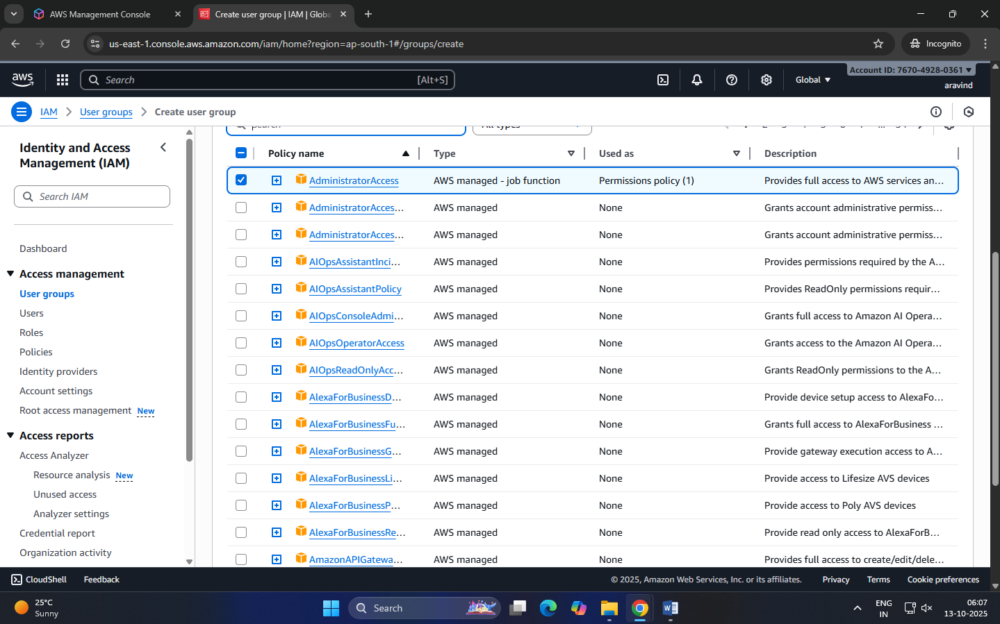 AWS Management Console
Create user group | IAM | Globa
us-east-1.console.aws.amazon.com/iam/home?region=ap-south-1#/groups/create
Incognito
aws
Search
[Alt+S]
Global
Account ID: 7670-4928-0361
aravind
IAM
User groups
Create user group
Identity and Access
Management (IAM)
Search IAM
Dashboard
Access management
User groups
Users
Roles
Policies
Identity providers
Account settings
Root access management New
Access reports
Access Analyzer
Resource analysis New
Unused access
Analyzer settings
Credential report
Organization activity
Policy name Type Used as Description
AdministratorAccess AWS managed - job function Permissions policy (1) Provides full access to AWS services an...
AdministratorAcces... AWS managed None Grants account administrative permiss...
AdministratorAcces... AWS managed None Grants account administrative permiss...
AIOpsAssistantInci... AWS managed None Provides permissions required by the A...
AIOpsAssistantPolicy AWS managed None Provides ReadOnly permissions requir...
AIOpsConsoleAdmi... AWS managed None Grants full access to Amazon AI Opera...
AIOpsOperatorAccess AWS managed None Grants access to the Amazon AI Opera...
AIOpsReadOnlyAcc... AWS managed None Grants ReadOnly permissions to the A...
AlexaForBusinessD... AWS managed None Provide device setup access to AlexaFo...
AlexaForBusinessFu... AWS managed None Grants full access to AlexaForBusiness ...
AlexaForBusinessG... AWS managed None Provide gateway execution access to A...
AlexaForBusinessLi... AWS managed None Provide access to Lifesize AVS devices
AlexaForBusinessP... AWS managed None Provide access to Poly AVS devices
AlexaForBusinessRe... AWS managed None Provide read only access to AlexaForB...
AmazonAPIGatewa... AWS managed None Provides full access to create/edit/dele...
CloudShell
Feedback
© 2025, Amazon Web Services, Inc. or its affiliates.
Privacy
Terms
Cookie preferences
25°C
Sunny
Search
ENG
IN
06:07
13-10-2025